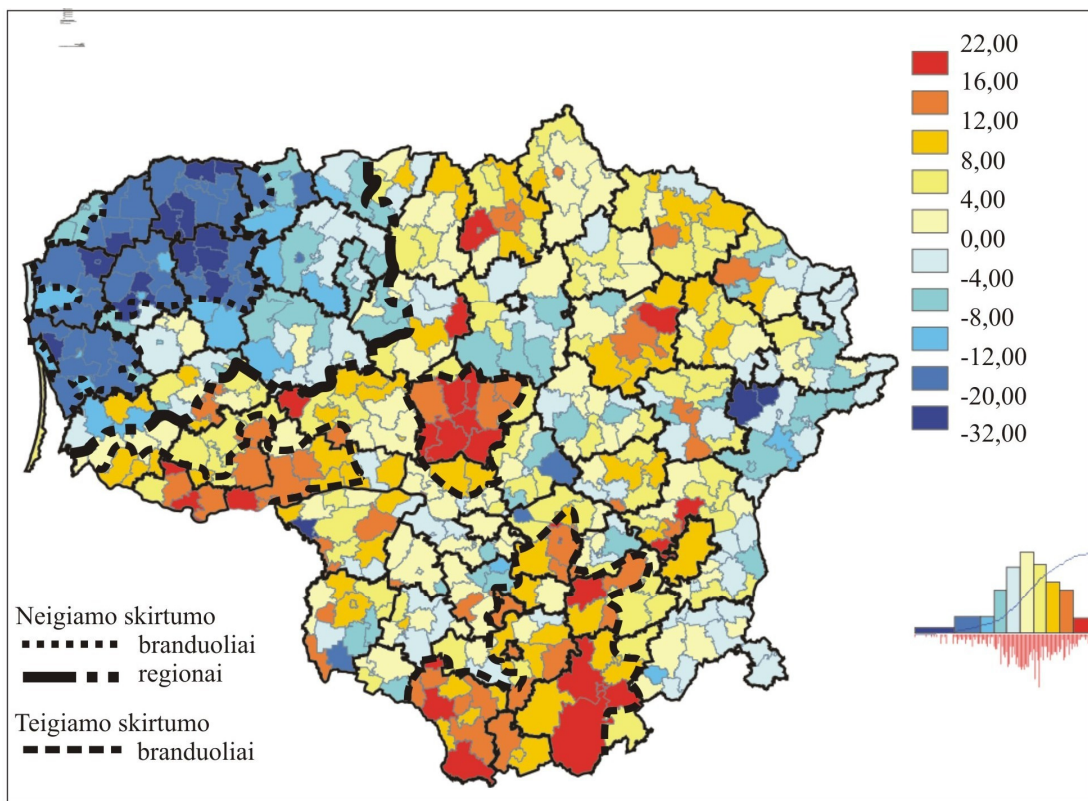 22,00
16,00
12,00
8,00
4,00
0,00
-4,00
-8,00
-12,00
-20,00
-32,00
Neigiamo skirtumo
branduoliai
regionai
Teigiamo skirtumo
branduoliai